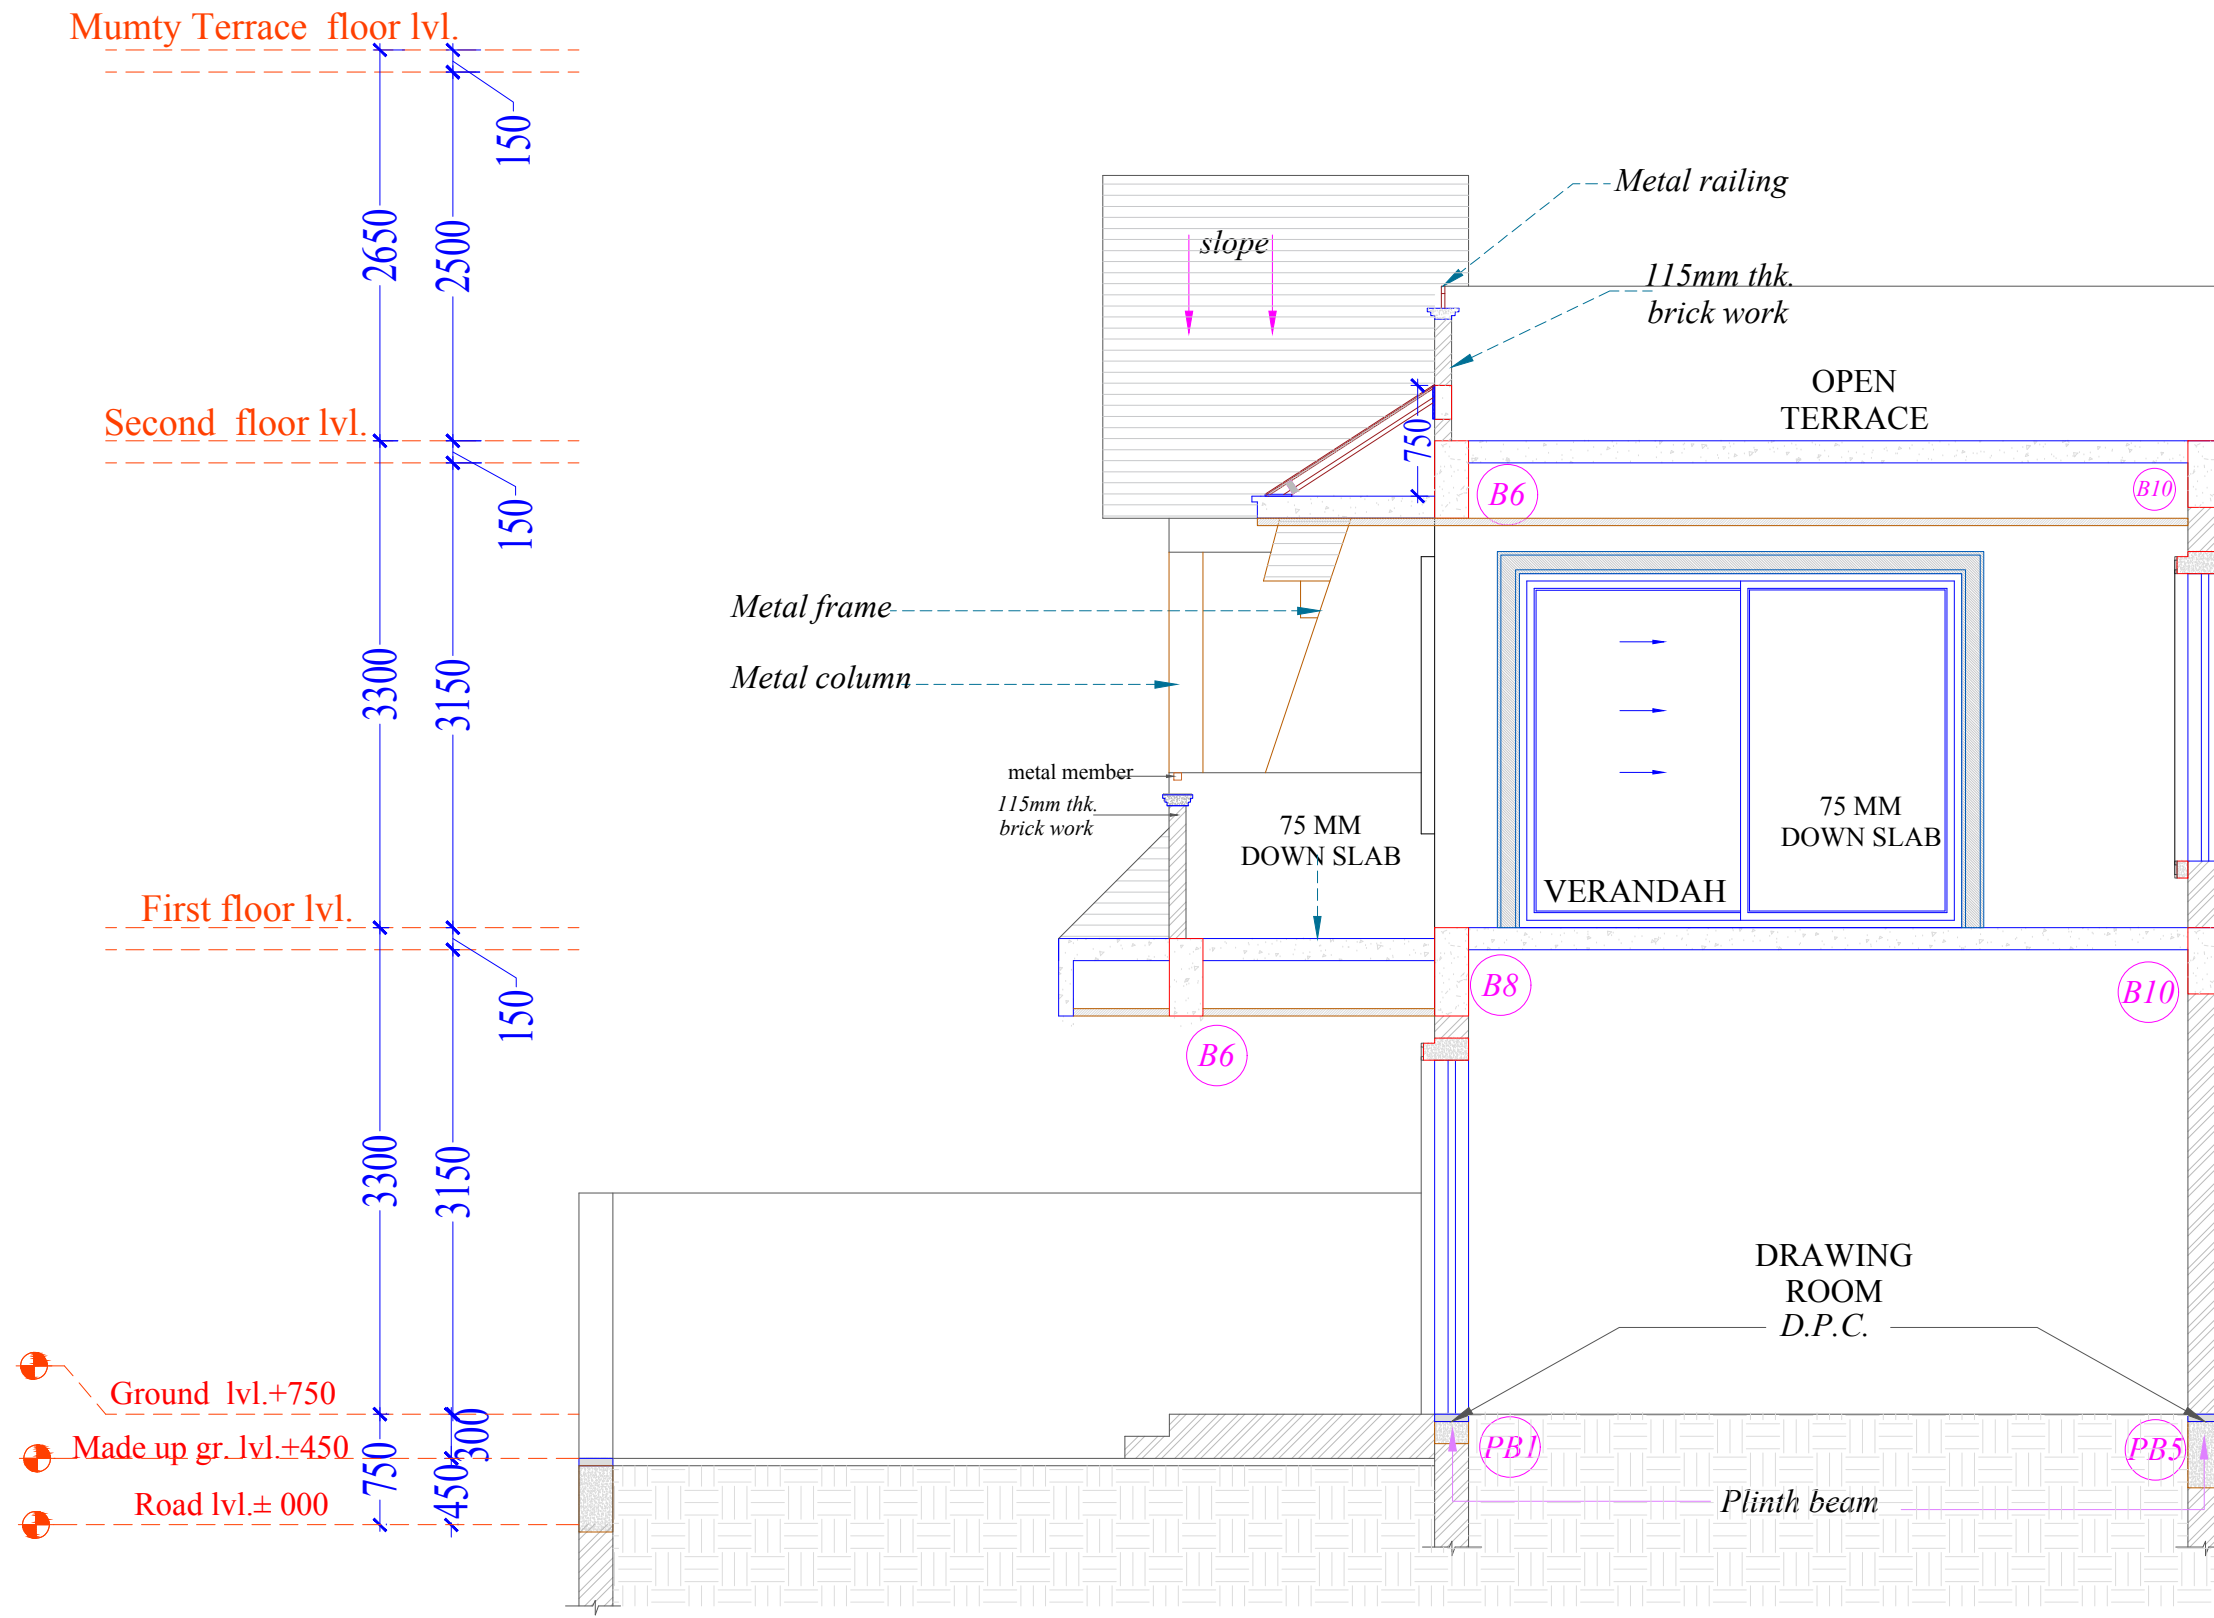 Mumty Terrace floor lvl.
150
2650
2500
Metal railing
slope
115mm thk.
brick work
OPEN
TERRACE
Second floor lvl.
750
B6
B10
150
Metal frame
3300
3150
Metal column
metal member
115mm thk.
brick work
75 MM
DOWN SLAB
75 MM
DOWN SLAB
VERANDAH
First floor lvl.
150
B8
B10
B6
3300
3150
DRAWING
ROOM
D.P.C.
Ground lvl.+750
300
Made up gr. lvl.+450
PB1
PB5
750
450
Road lvl.± 000
Plinth beam